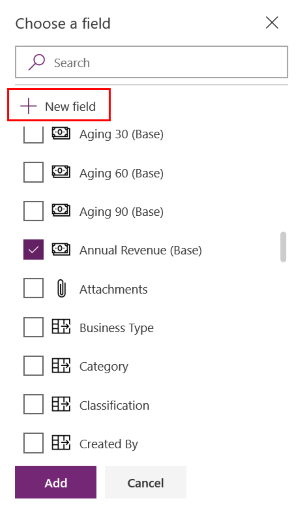 Choose a field
Search
New field
Aging 30 (Base)
Aging 60 (Base)
Aging 90 (Base)
Annual Revenue (Base)
Attachments
Business Type
Category
Classification
Created By
Add Cancel